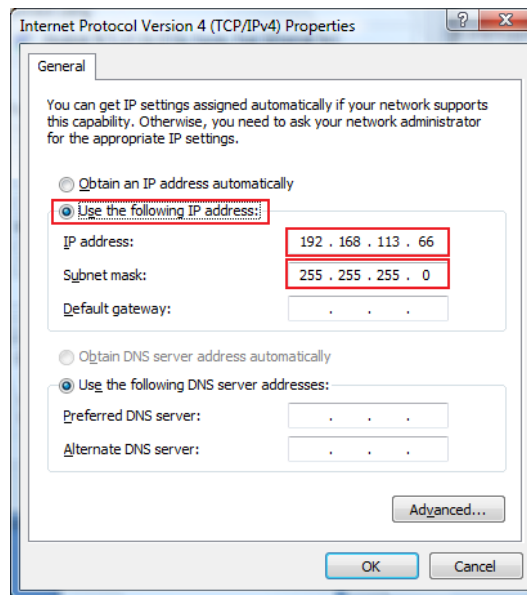 Internet Protocol Version 4 (TCP/IPv4) Properties
?
X
General
You can get IP settings assigned automatically if your network supports
this capability. Otherwise, you need to ask your network administrator
for the appropriate IP settings.
Obtain an IP address automatically
Use the following IP address:
IP address: 192 . 168 . 113 . 66
Subnet mask: 255 . 255 . 255 . 0
Default gateway: . . .
Obtain DNS server address automatically
Use the following DNS server addresses:
Preferred DNS server: . . .
Alternate DNS server: . . .
Advanced...
OK Cancel